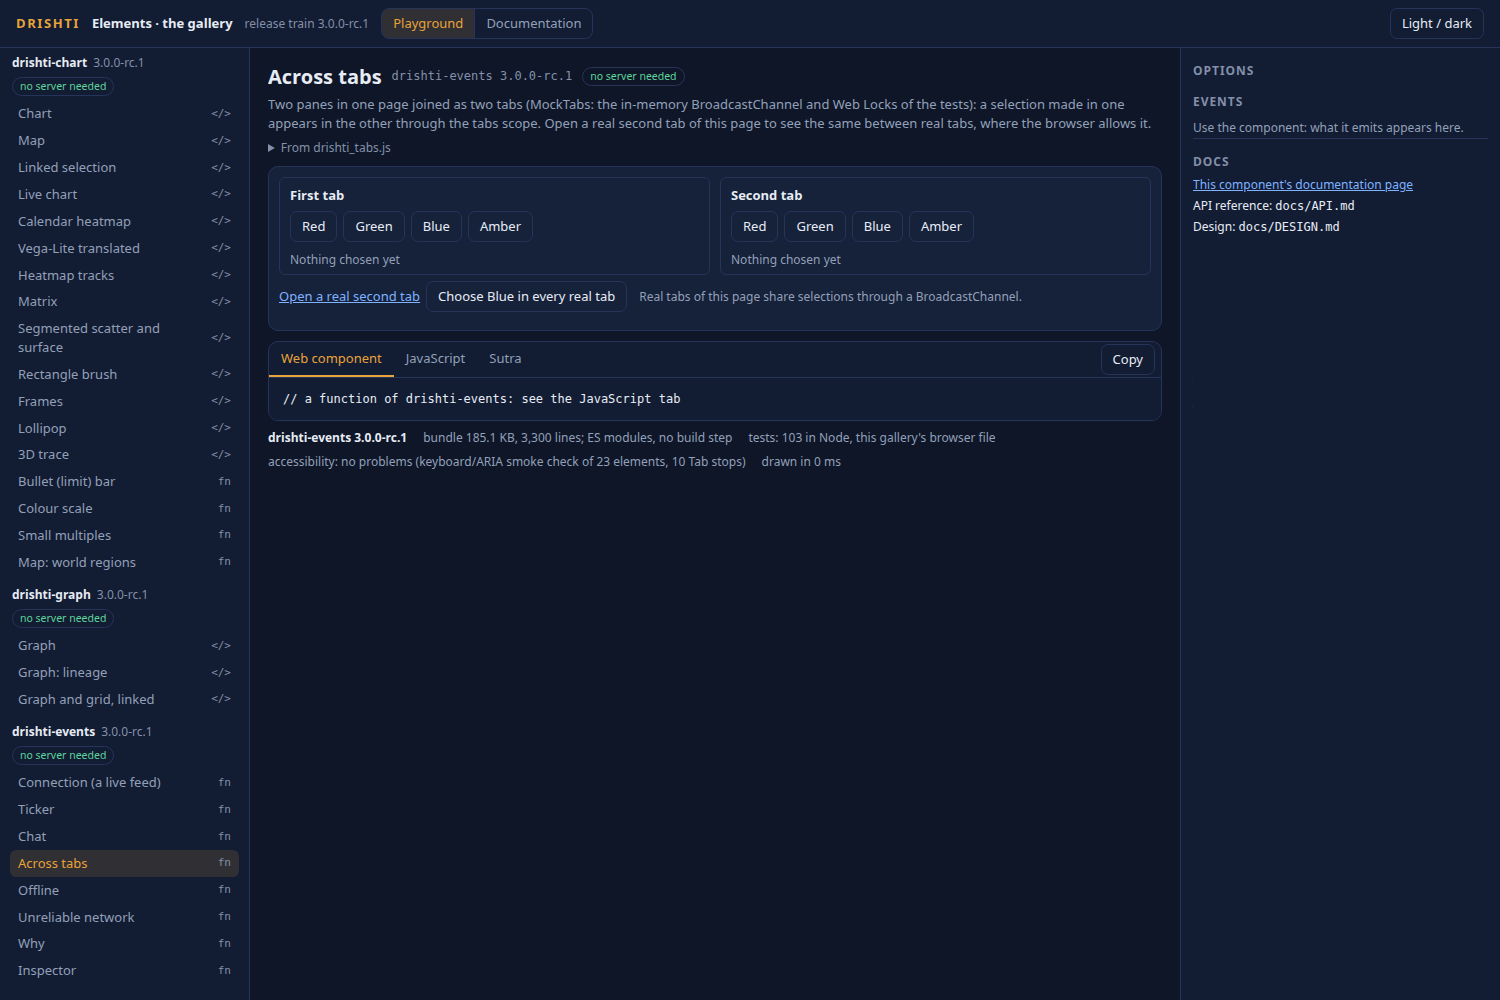 DRISHTI Elements · the gallery release train 3.0.0-rc.1 Playground Documentation Light / dark
drishti-chart 3.0.0-rc.1
no server needed
Chart </>
Map </>
Linked selection </>
Live chart </>
Calendar heatmap </>
Vega-Lite translated </>
Heatmap tracks </>
Matrix </>
Segmented scatter and
surface </>
Rectangle brush </>
Frames </>
Lollipop </>
3D trace </>
Bullet (limit) bar fn
Colour scale fn
Small multiples fn
Map: world regions fn
drishti-graph 3.0.0-rc.1
no server needed
Graph </>
Graph: lineage </>
Graph and grid, linked </>
drishti-events 3.0.0-rc.1
no server needed
Connection (a live feed) fn
Ticker fn
Chat fn
Across tabs fn
Offline fn
Unreliable network fn
Why fn
Inspector fn
Across tabs drishti-events 3.0.0-rc.1 no server needed
Two panes in one page joined as two tabs (MockTabs: the in-memory BroadcastChannel and Web Locks of the tests): a selection made in one
appears in the other through the tabs scope. Open a real second tab of this page to see the same between real tabs, where the browser allows it.
▶ From drishti_tabs.js
First tab
Red Green Blue Amber
Nothing chosen yet
Second tab
Red Green Blue Amber
Nothing chosen yet
Open a real second tab Choose Blue in every real tab Real tabs of this page share selections through a BroadcastChannel.
Web component JavaScript Sutra Copy
// a function of drishti-events: see the JavaScript tab
drishti-events 3.0.0-rc.1 bundle 185.1 KB, 3,300 lines; ES modules, no build step tests: 103 in Node, this gallery's browser file
accessibility: no problems (keyboard/ARIA smoke check of 23 elements, 10 Tab stops) drawn in 0 ms
OPTIONS
EVENTS
Use the component: what it emits appears here.
DOCS
This component's documentation page
API reference: docs/API.md
Design: docs/DESIGN.md